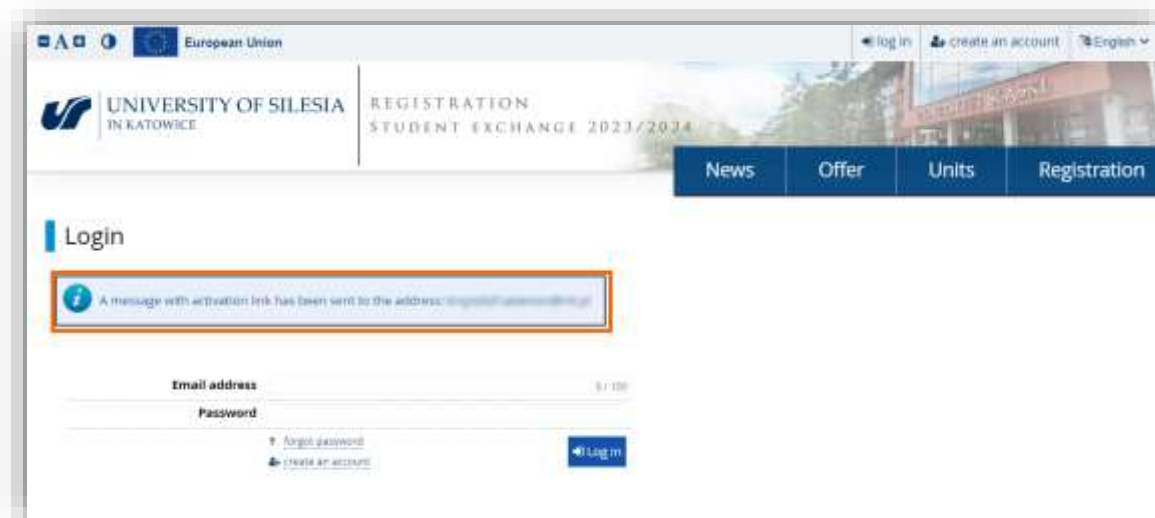 A
European Union
log in
create an account
English
UNIVERSITY OF SILESIA
IN KATOWICE
REGISTRATION
STUDENT EXCHANGE 2023/2024
News
Offer
Units
Registration
Login
A message with activation link has been sent to the address:
Email address
0 / 100
Password
? forgot password
create an account
Log in